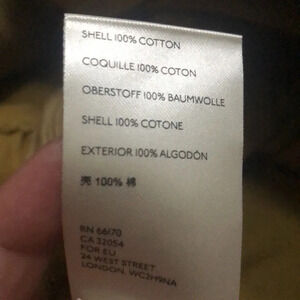 SHELL 100% COTTON
COQUILLE 100% COTON
OBERSTOFF 100% BAUMWOLLE
SHELL 100% COTONE
EXTERIOR 100% ALGODÓN
売 100% 棉
RN 66170
CA 32054
FOR EU
24 WEST STREET
LONDON, WC2H9NA